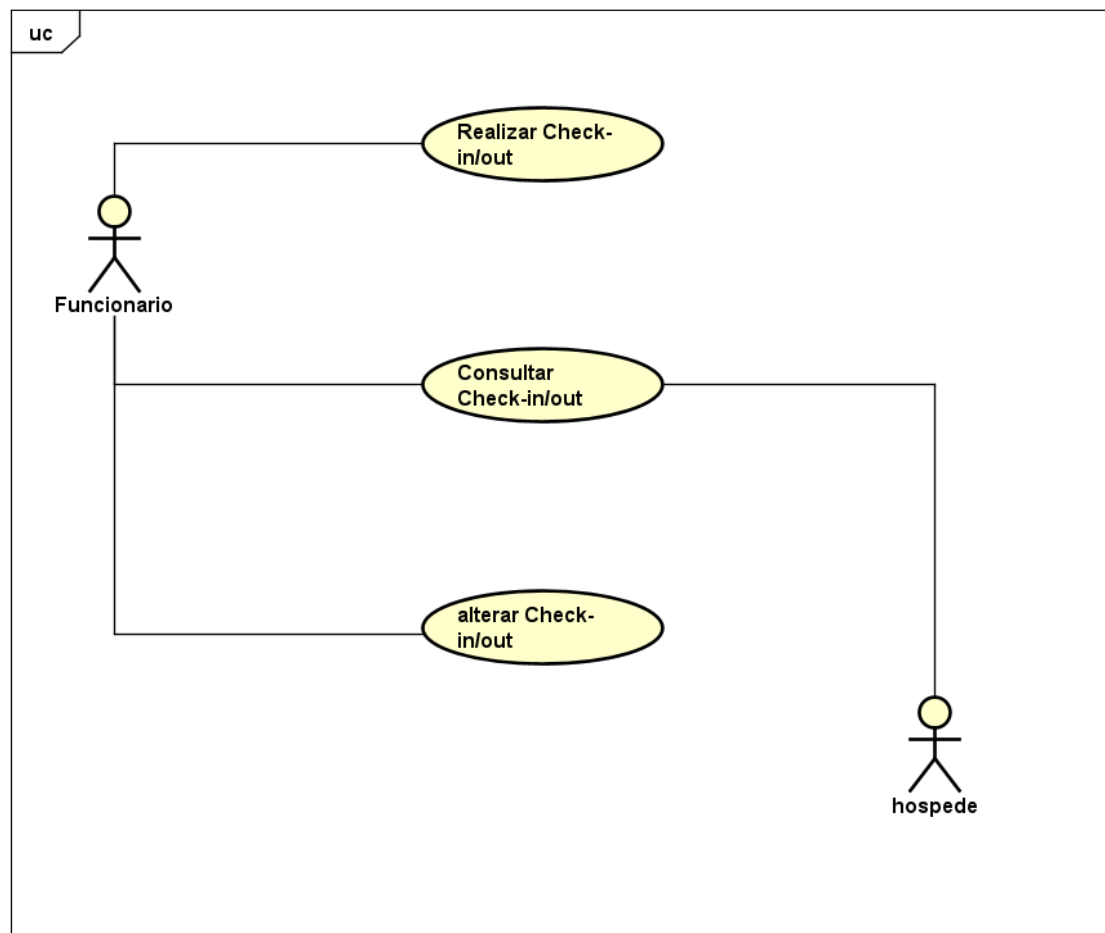 uc
Realizar Check-
in/out
Funcionario
Consultar
Check-in/out
alterar Check-
in/out
hospede